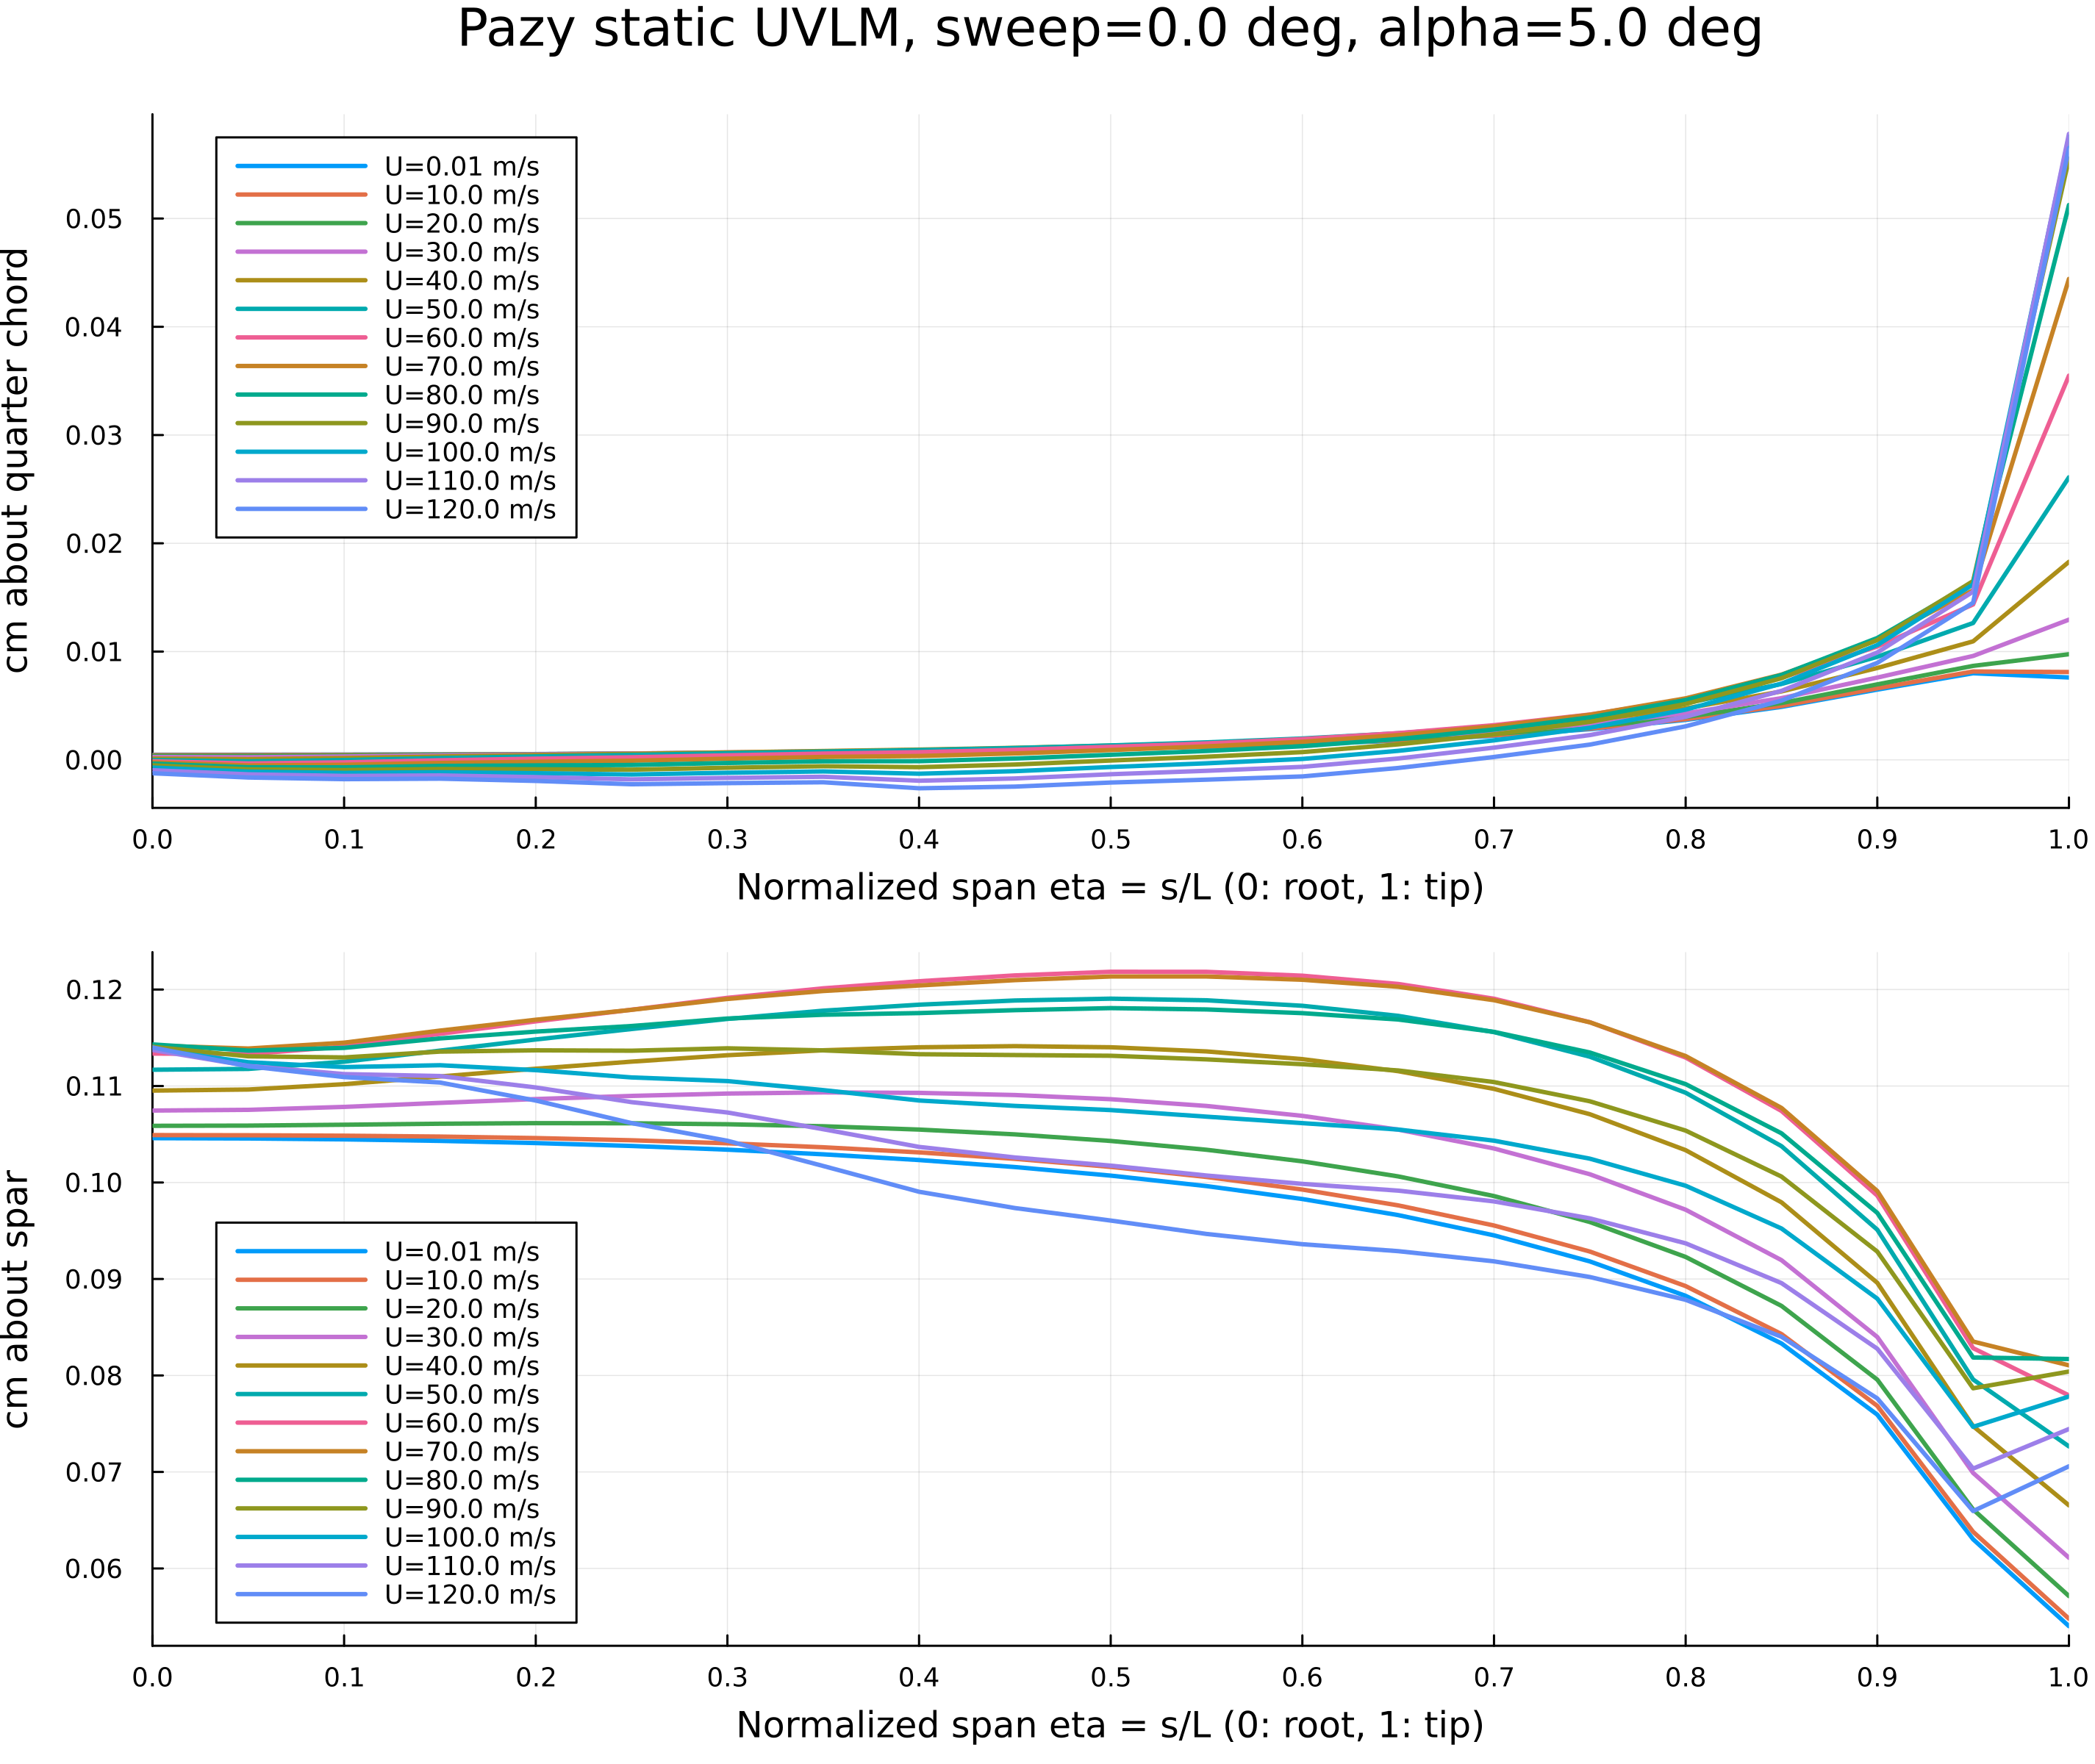 Pazy static UVLM, sweep=0.0 deg, alpha=5.0 deg
cm about quarter chord
0.05
0.04
0.03
0.02
0.01
0.00
U=0.01 m/s
U=10.0 m/s
U=20.0 m/s
U=30.0 m/s
U=40.0 m/s
U=50.0 m/s
U=60.0 m/s
U=70.0 m/s
U=80.0 m/s
U=90.0 m/s
U=100.0 m/s
U=110.0 m/s
U=120.0 m/s
0.0 0.1 0.2 0.3 0.4 0.5 0.6 0.7 0.8 0.9 1.0
Normalized span eta = s/L (0: root, 1: tip)
cm about spar
0.12
0.11
0.10
0.09
0.08
0.07
0.06
U=0.01 m/s
U=10.0 m/s
U=20.0 m/s
U=30.0 m/s
U=40.0 m/s
U=50.0 m/s
U=60.0 m/s
U=70.0 m/s
U=80.0 m/s
U=90.0 m/s
U=100.0 m/s
U=110.0 m/s
U=120.0 m/s
0.0 0.1 0.2 0.3 0.4 0.5 0.6 0.7 0.8 0.9 1.0
Normalized span eta = s/L (0: root, 1: tip)